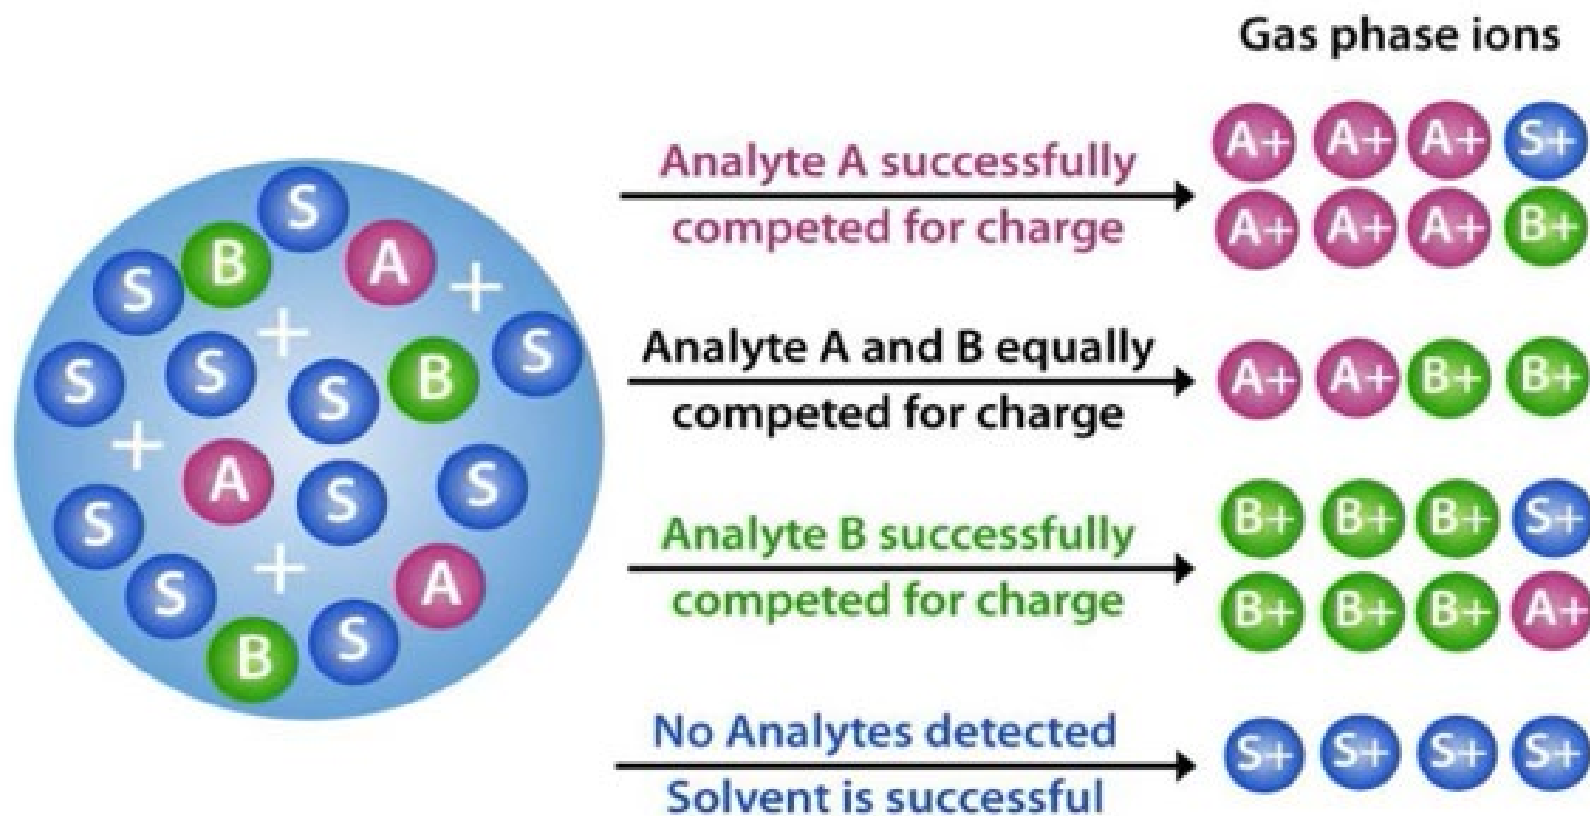 Gas phase ions
Analyte A successfully
competed for charge
A+ A+ A+ S+
A+ A+ A+ B+
Analyte A and B equally
competed for charge
A+ A+ B+ B+
Analyte B successfully
competed for charge
B+ B+ B+ S+
B+ B+ B+ A+
No Analytes detected
Solvent is successful
S+ S+ S+ S+
S
B
A
S
+
+
S
S
S
B
S
+
A
S
S
S
+
S
A
B
S